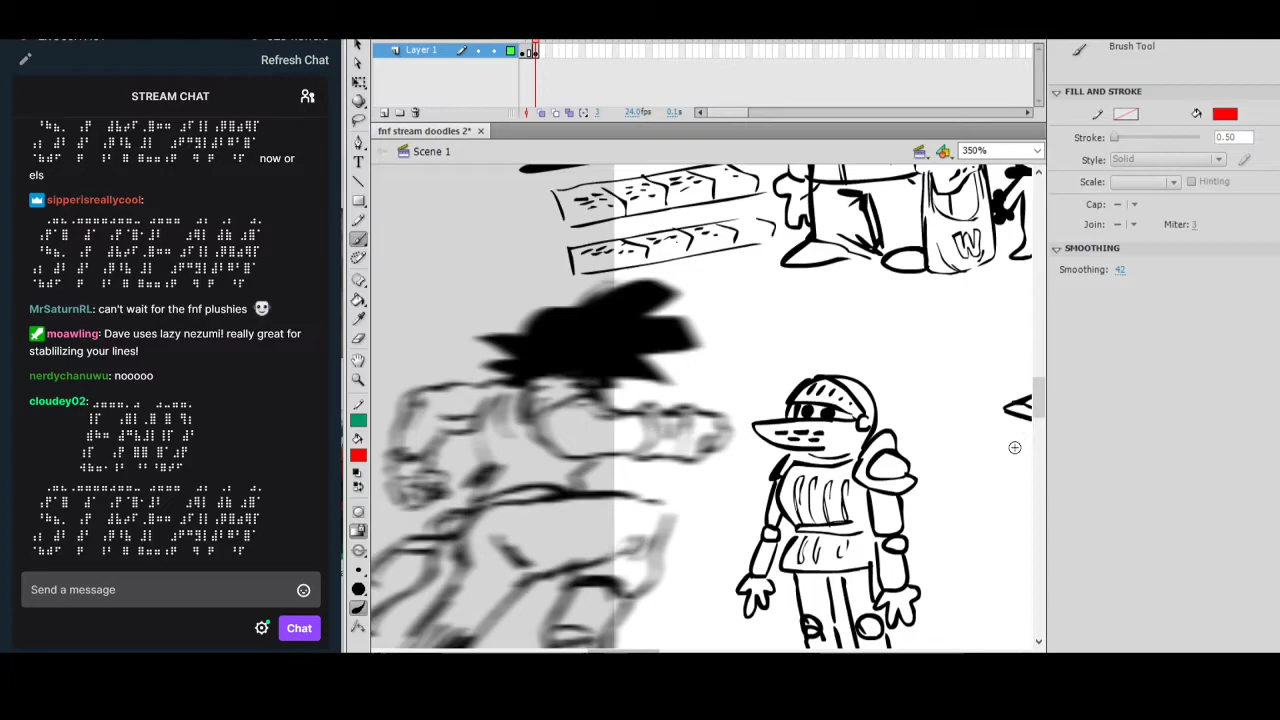 Refresh Chat
STREAM CHAT
now or
els
sipperisreallycool:
MrSaturnRL: can't wait for the fnf plushies
moawling: Dave uses lazy nezumi! really great for
stablilizing your lines!
nerdychanuwu: nooooo
cloudey02:
Send a message
Chat
Layer 1
3 24.0fps 0.1s
fnf stream doodles 2*
Scene 1
350%
W
Brush Tool
FILL AND STROKE
Stroke: 0.50
Style: Solid
Scale: Hinting
Cap:
Join: Miter: 3
SMOOTHING
Smoothing: 42